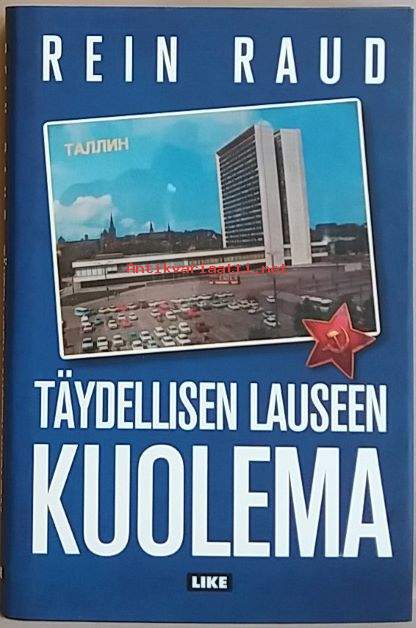 REIN RAUD
ТАЛЛИН
Antikvariaatti.net
TÄYDELLISEN LAUSEEN
KUOLEMA
LIKE